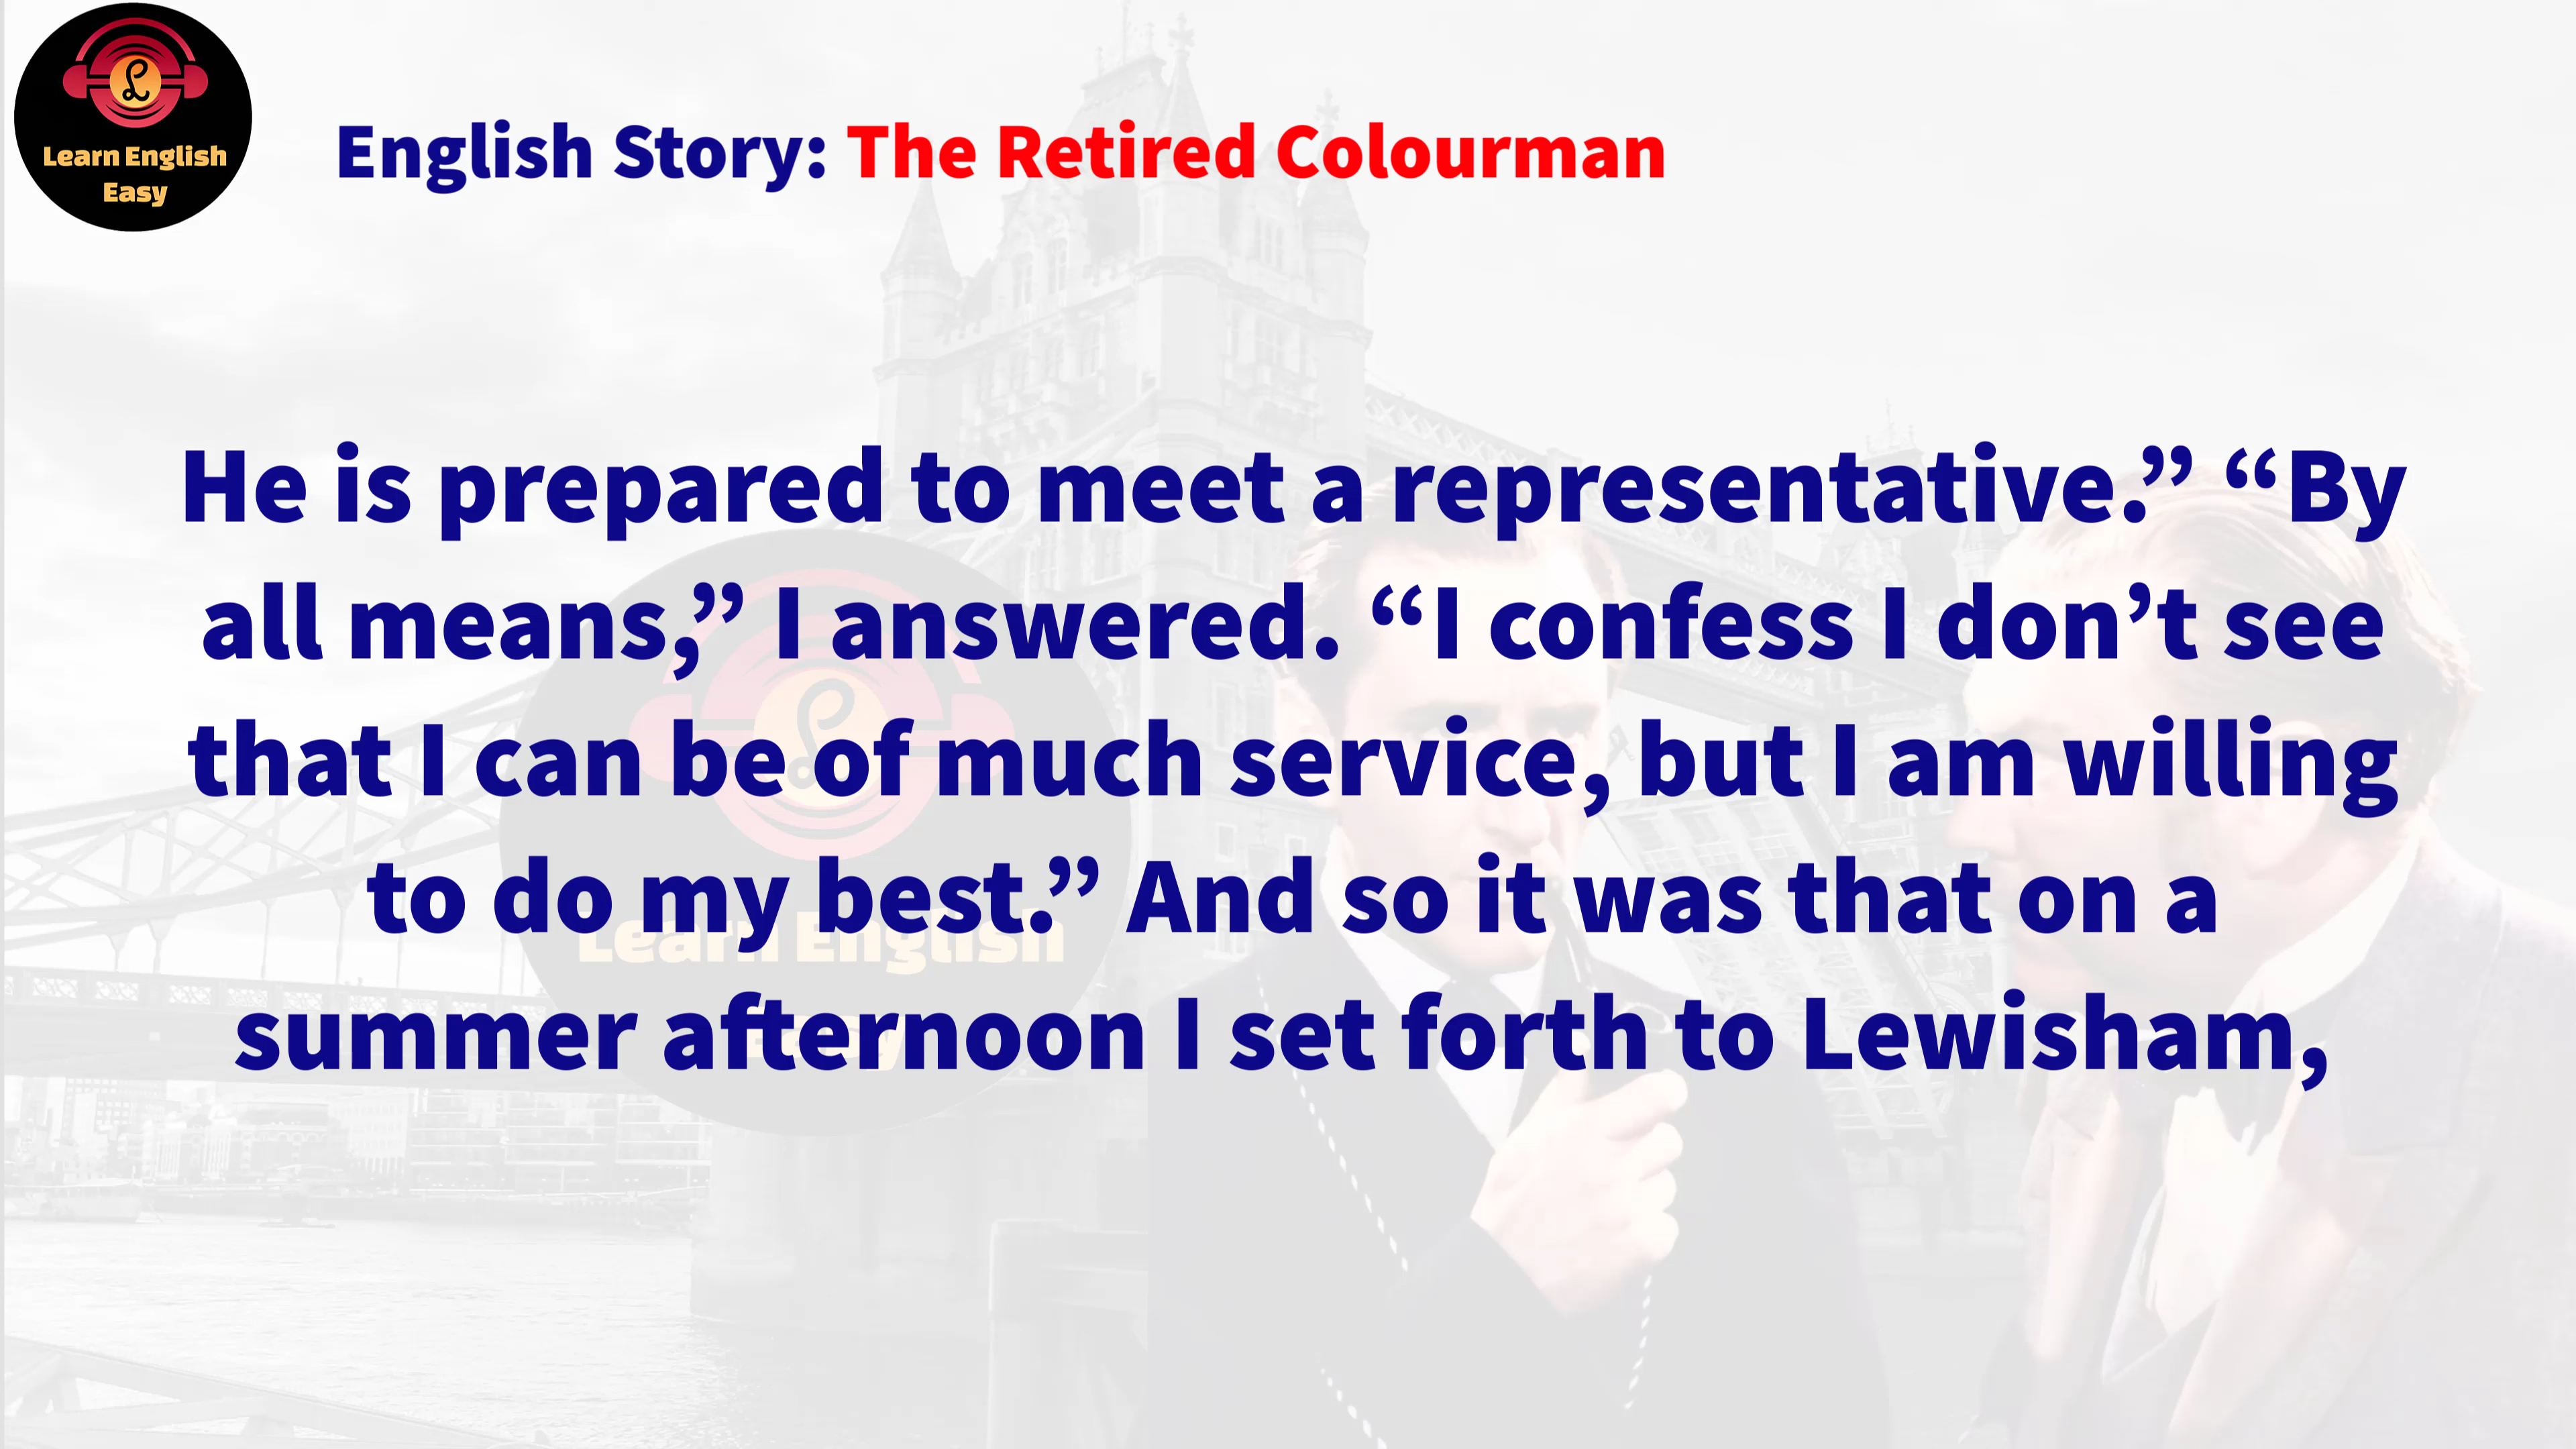 Learn English
Easy
English Story: The Retired Colourman
He is prepared to meet a representative.” “By
all means,” I answered. “I confess I don’t see
that I can be of much service, but I am willing
to do my best.” And so it was that on a
summer afternoon I set forth to Lewisham,
Learn English